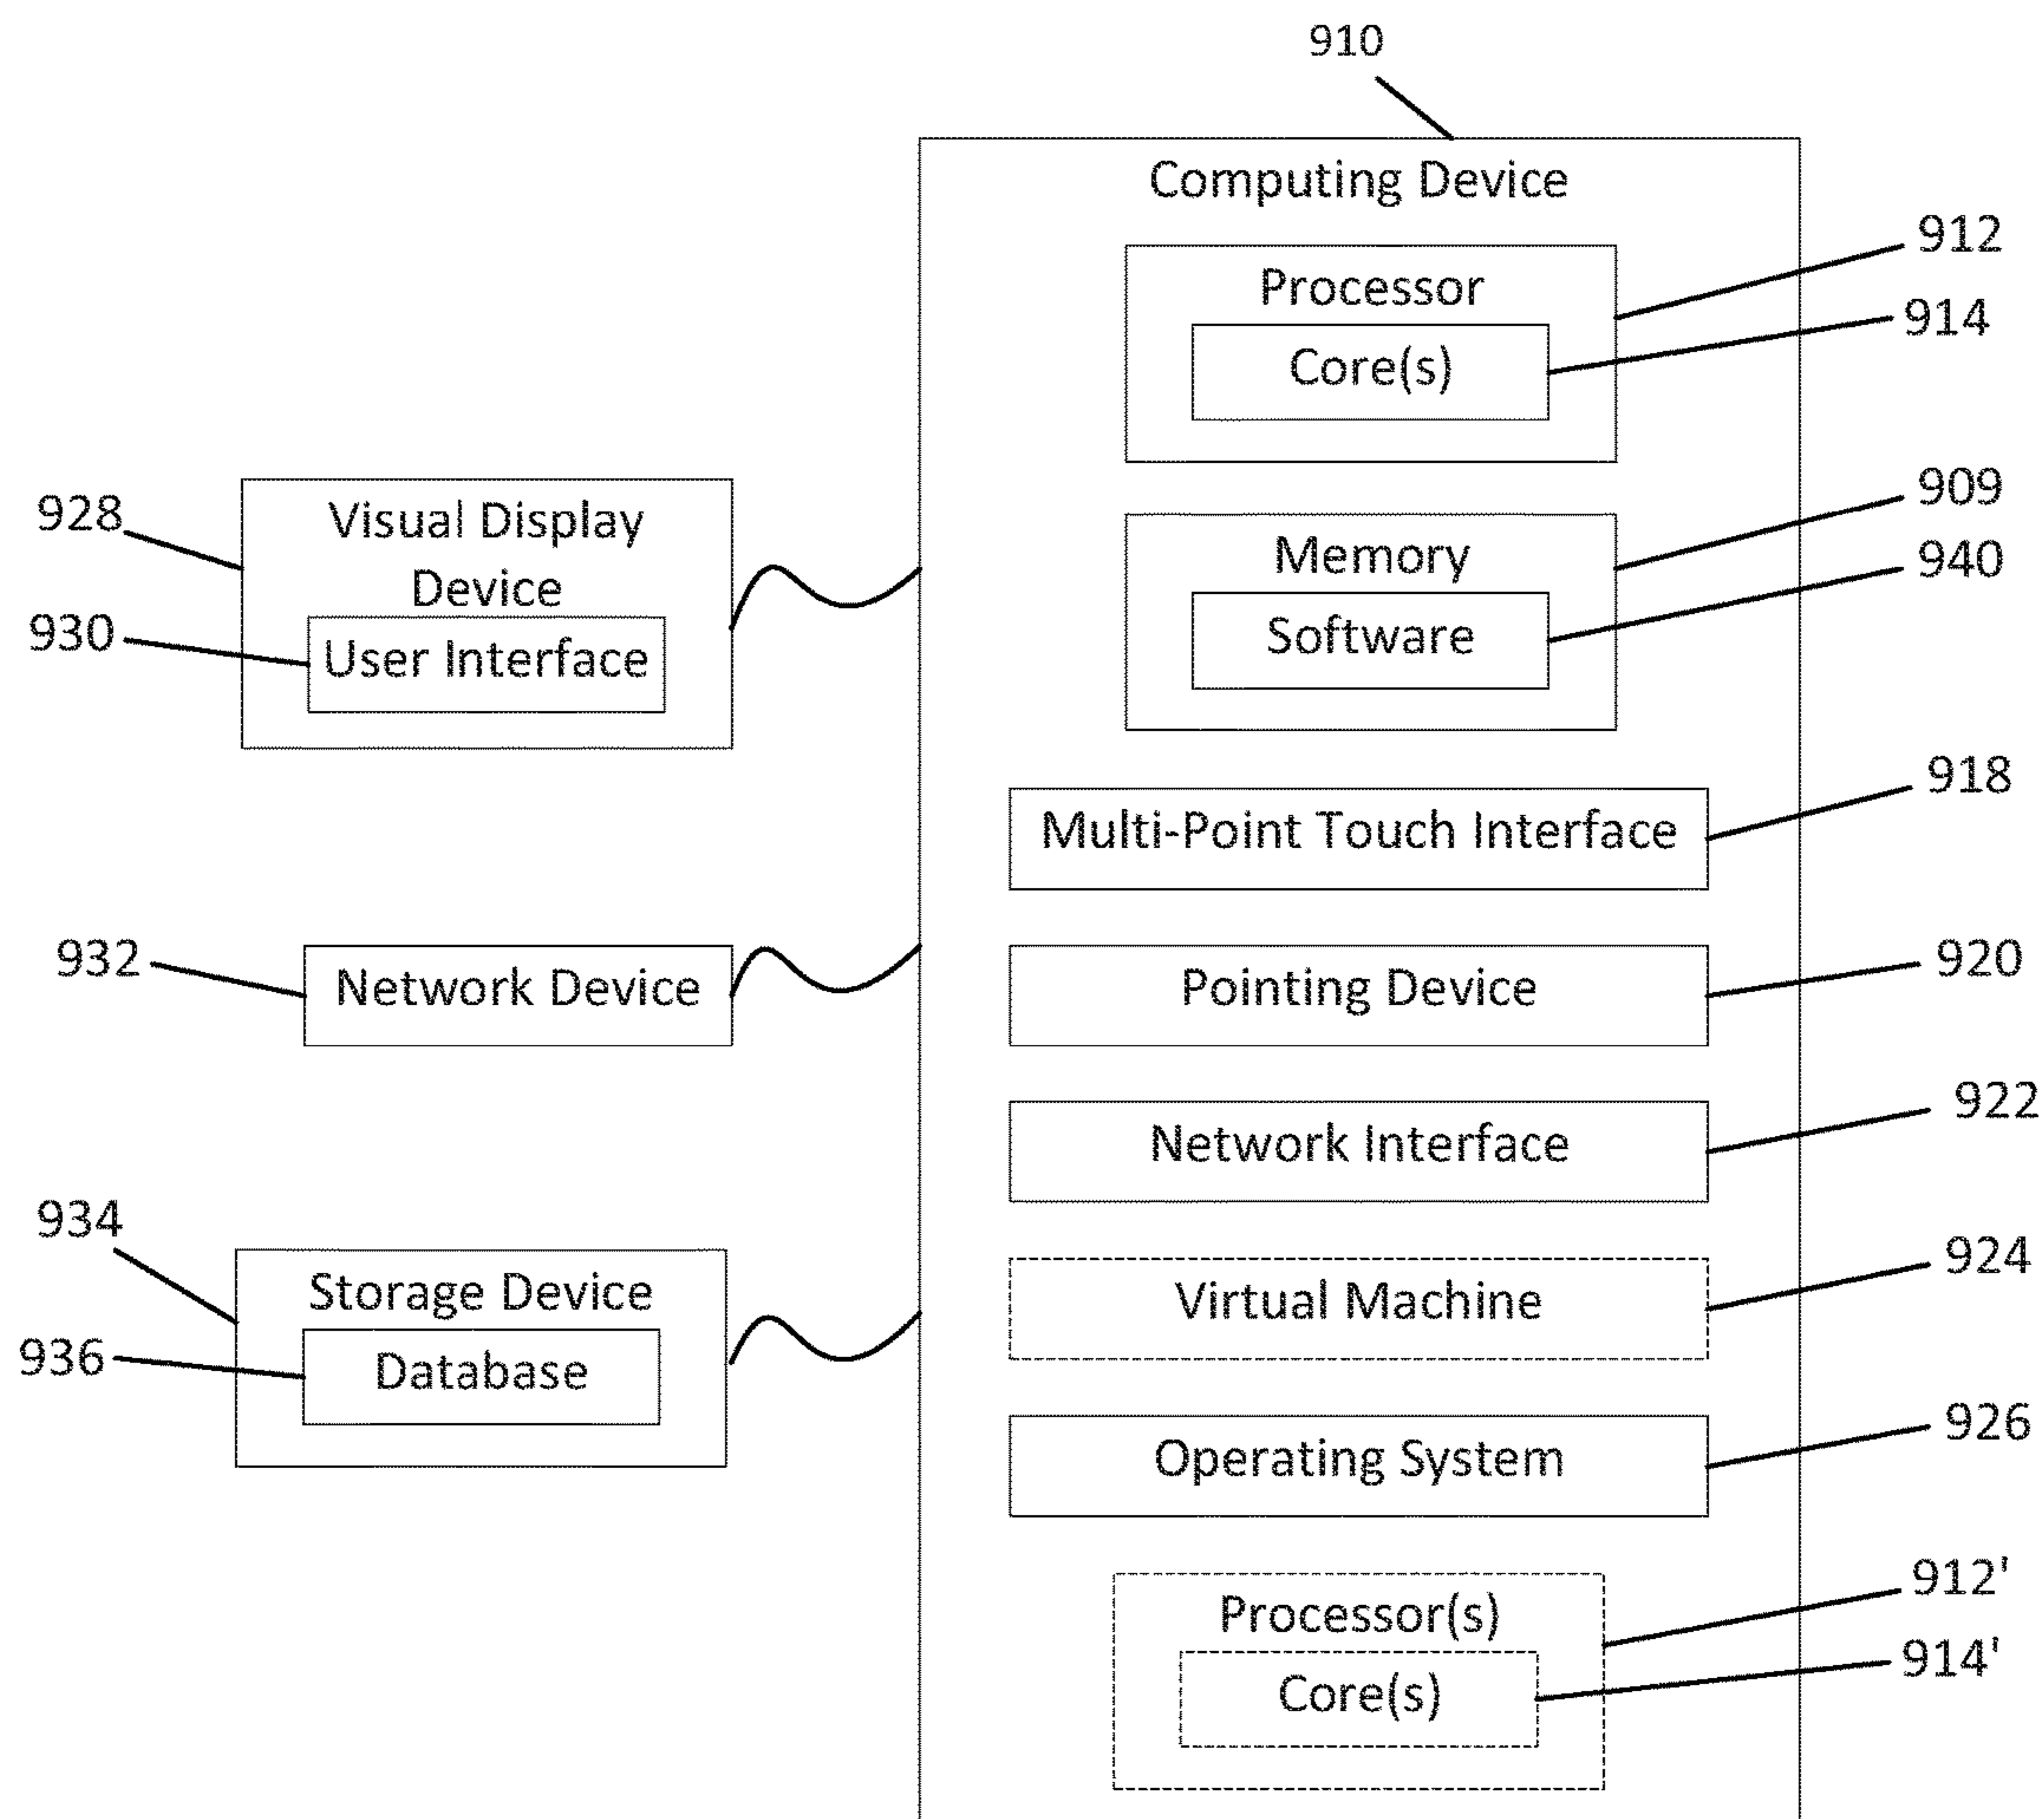 910
Computing Device
912
Processor
914
Core(s)
909
Memory
940
Software
928
Visual Display
Device
930
User Interface
918
Multi-Point Touch Interface
932
Network Device
920
Pointing Device
922
Network Interface
934
Storage Device
936
Database
924
Virtual Machine
926
Operating System
912'
Processor(s)
914'
Core(s)